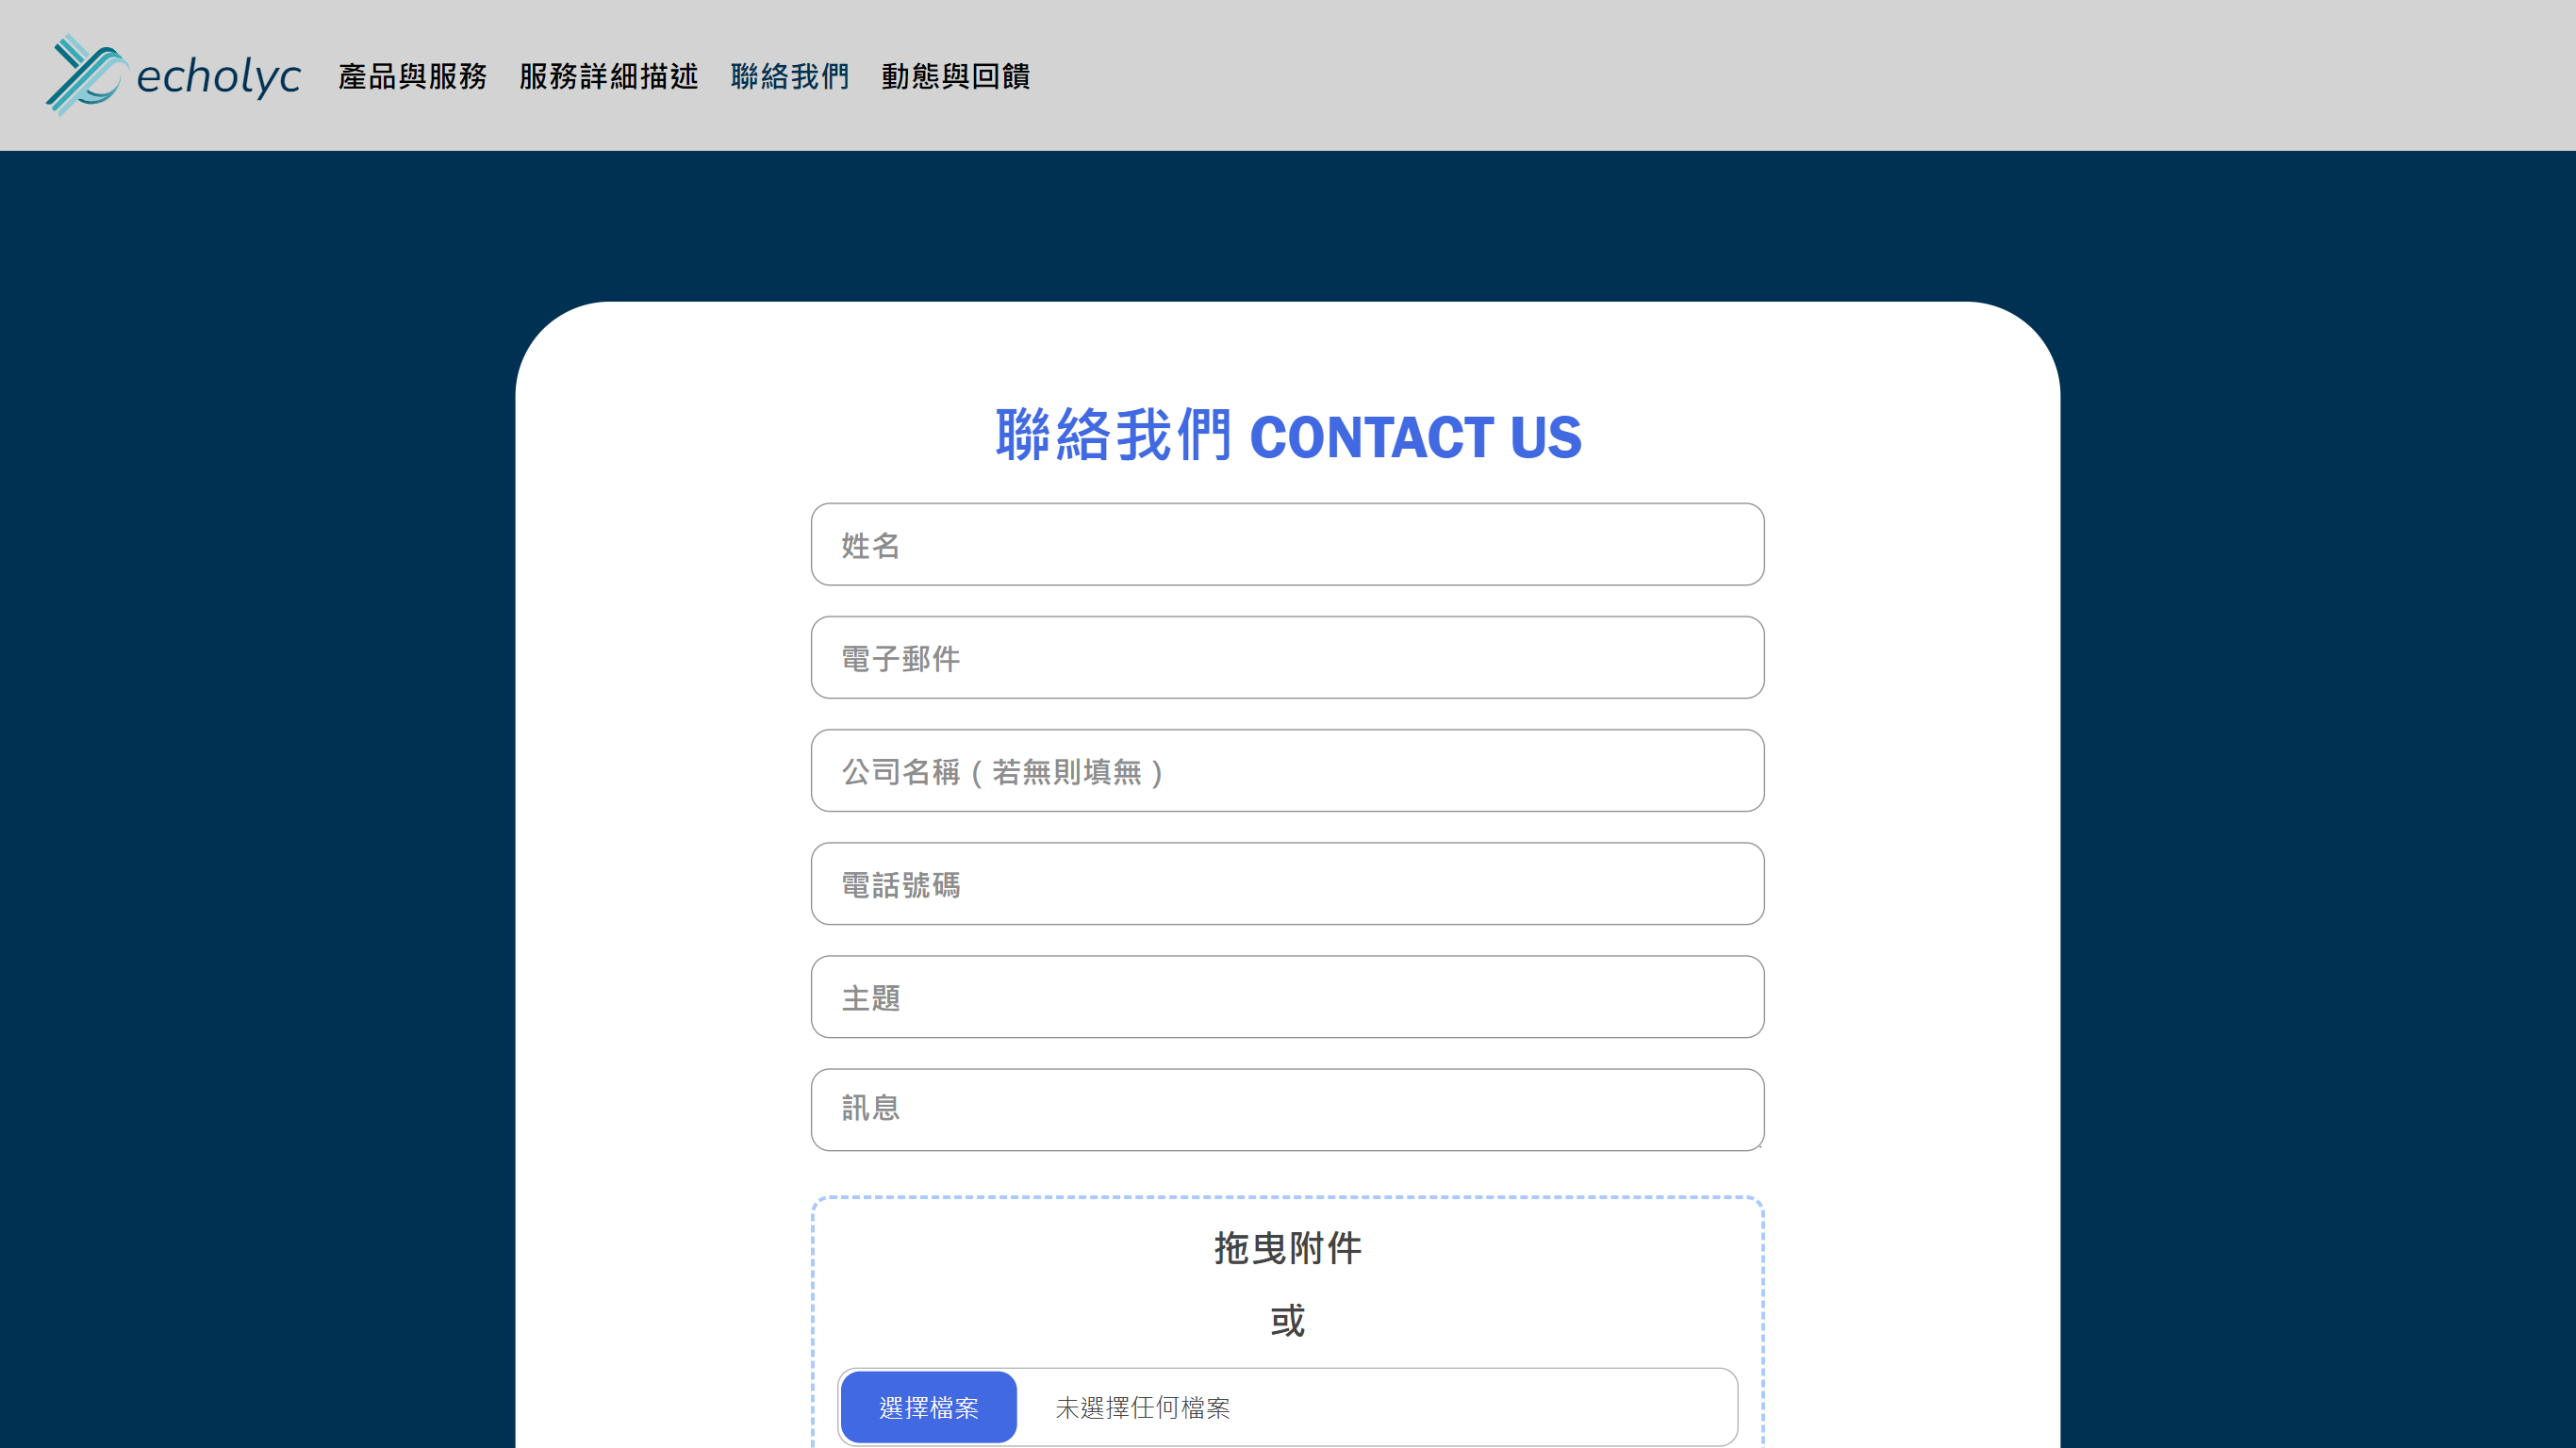 echolyc 產品與服務 服務詳細描述 聯絡我們 動態與回饋
聯絡我們 CONTACT US
姓名
電子郵件
公司名稱 ( 若無則填無 )
電話號碼
主題
訊息
拖曳附件
或
選擇檔案 未選擇任何檔案